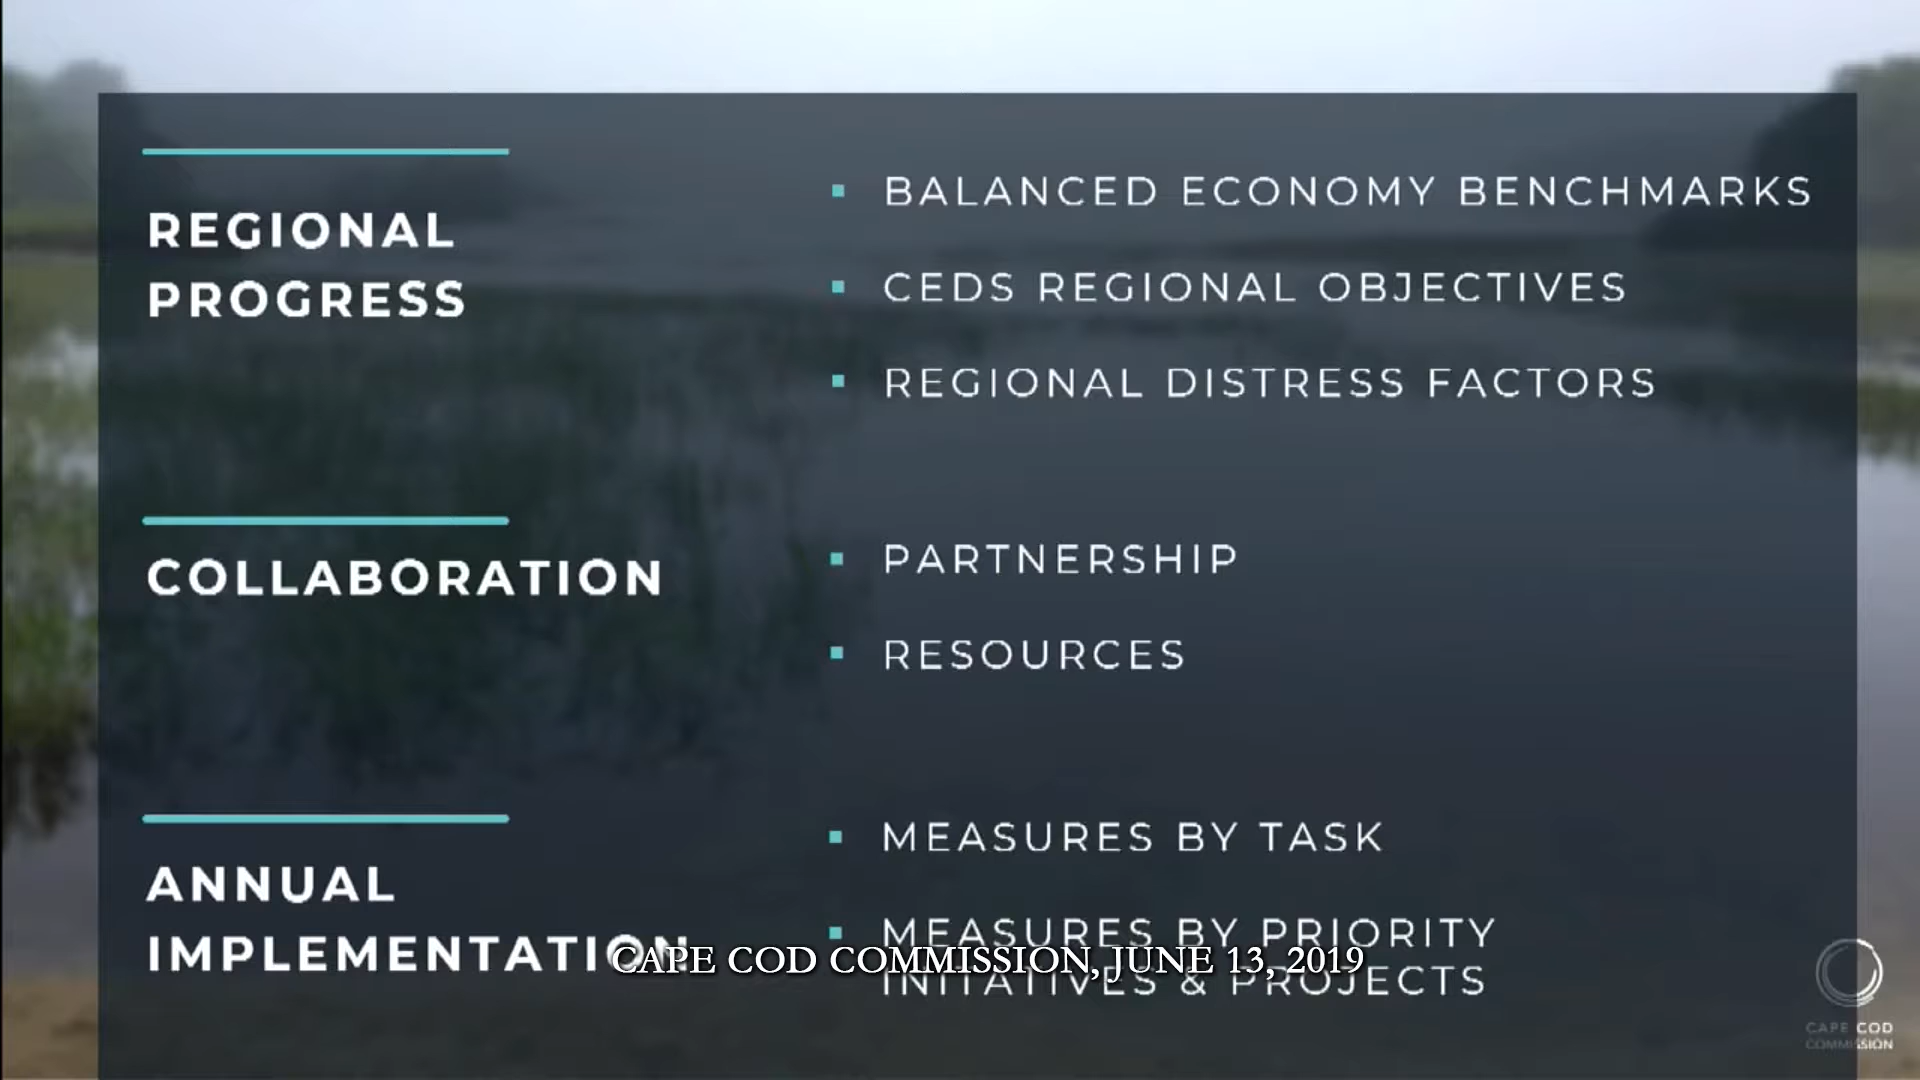 REGIONAL
PROGRESS
BALANCED ECONOMY BENCHMARKS
CEDS REGIONAL OBJECTIVES
REGIONAL DISTRESS FACTORS
COLLABORATION
PARTNERSHIP
RESOURCES
ANNUAL
IMPLEMENTATION
MEASURES BY TASK
MEASURES BY PRIORITY
INITATIVES & PROJECTS
CAPE COD COMMISSION, JUNE 13, 2019
CAPE COD
COMMISSION